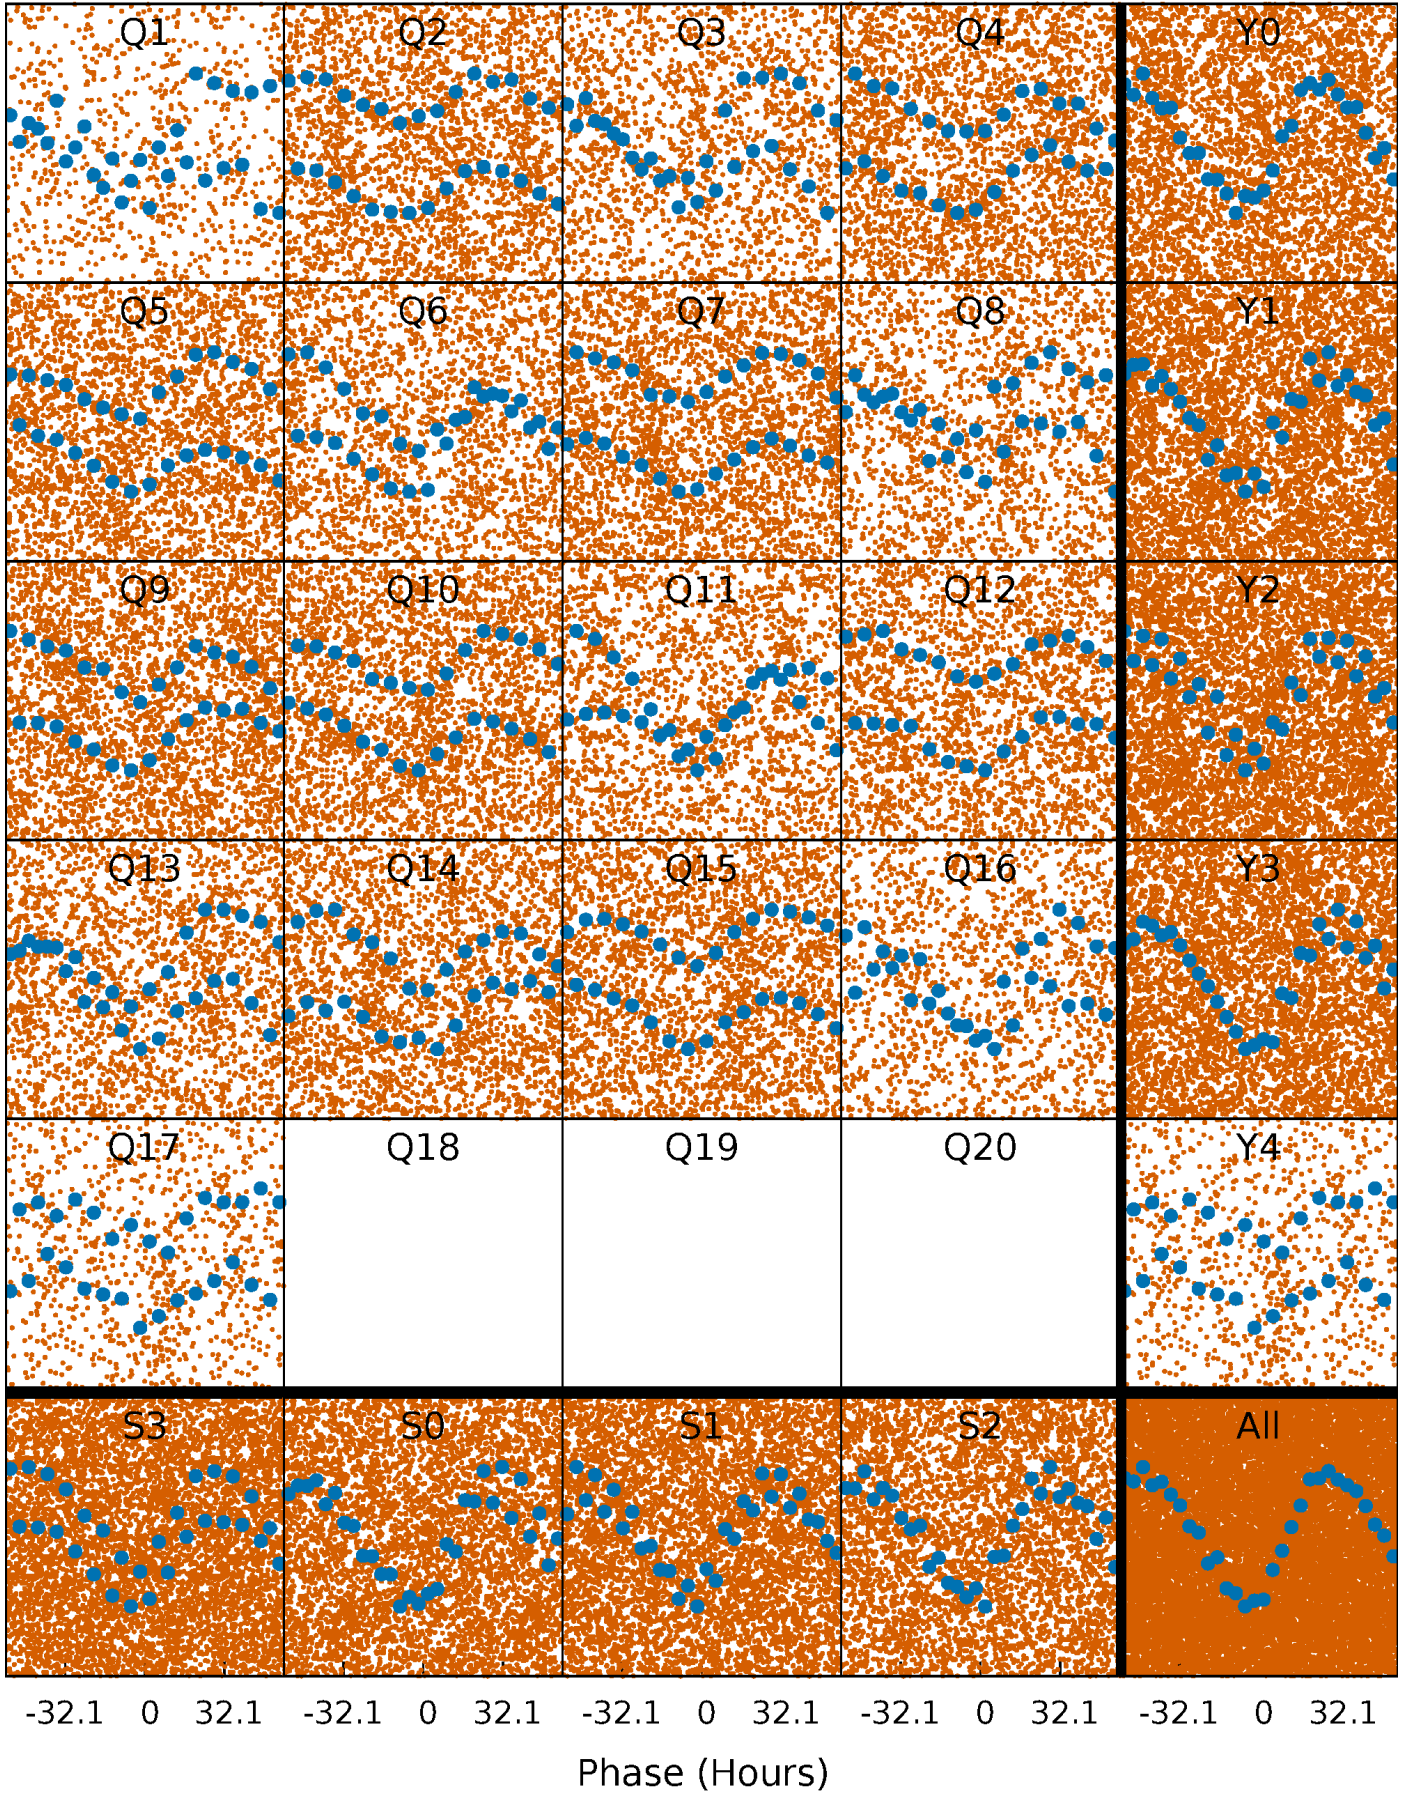 Q1 Q2 Q3 Q4 Y0
Q5 Q6 Q7 Q8 Y1
Q9 Q10 Q11 Q12 Y2
Q13 Q14 Q15 Q16 Y3
Q17 Q18 Q19 Q20 Y4
S3 S0 S1 S2 All
-32.1 0 32.1 -32.1 0 32.1 -32.1 0 32.1 -32.1 0 32.1 -32.1 0 32.1
Phase (Hours)